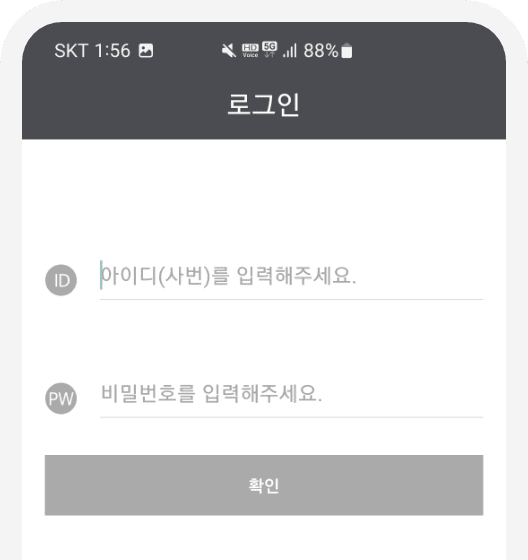 SKT 1:56 HD Voice 5G 88%
로그인
ID 아이디(사번)를 입력해주세요.
PW 비밀번호를 입력해주세요.
확인